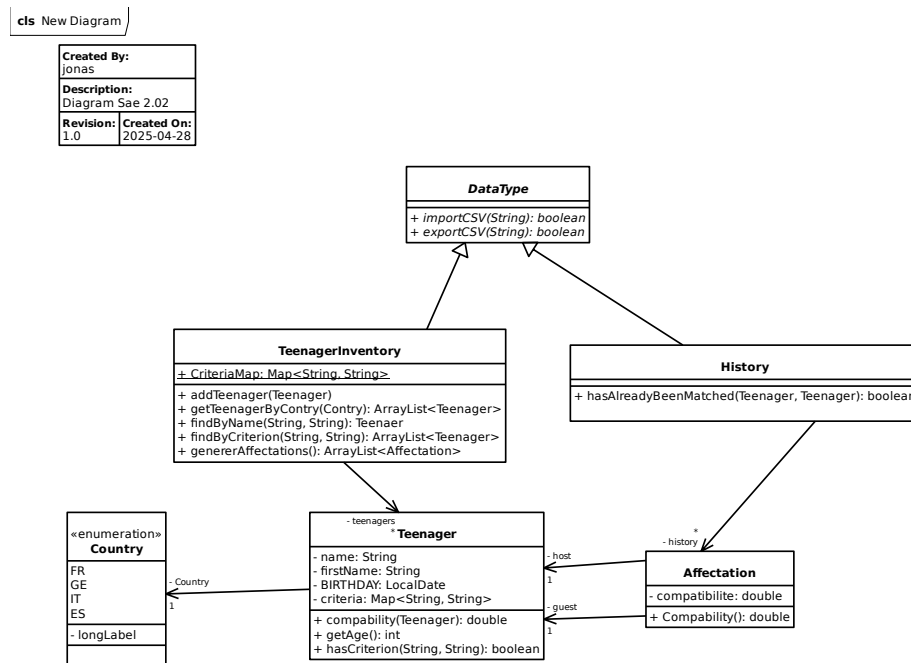 cls New Diagram
Created By:
jonas
Description:
Diagram Sae 2.02
Revision: Created On:
1.0 2025-04-28
DataType
+ importCSV(String): boolean
+ exportCSV(String): boolean
TeenagerInventory
+ CriteriaMap: Map<String, String>
+ addTeenager(Teenager)
+ getTeenagerByContry(Contry): ArrayList<Teenager>
+ findByName(String, String): Teenaer
+ findByCriterion(String, String): ArrayList<Teenager>
+ genererAffectations(): ArrayList<Affectation>
History
+ hasAlreadyBeenMatched(Teenager, Teenager): boolean
- teenagers
*
* 
- history
«enumeration»
Country
FR
GE
IT
ES
- longLabel
- Country
1
Teenager
- name: String
- firstName: String
- BIRTHDAY: LocalDate
- criteria: Map<String, String>
+ compability(Teenager): double
+ getAge(): int
+ hasCriterion(String, String): boolean
- host
1
- guest
1
Affectation
- compatibilite: double
+ Compability(): double